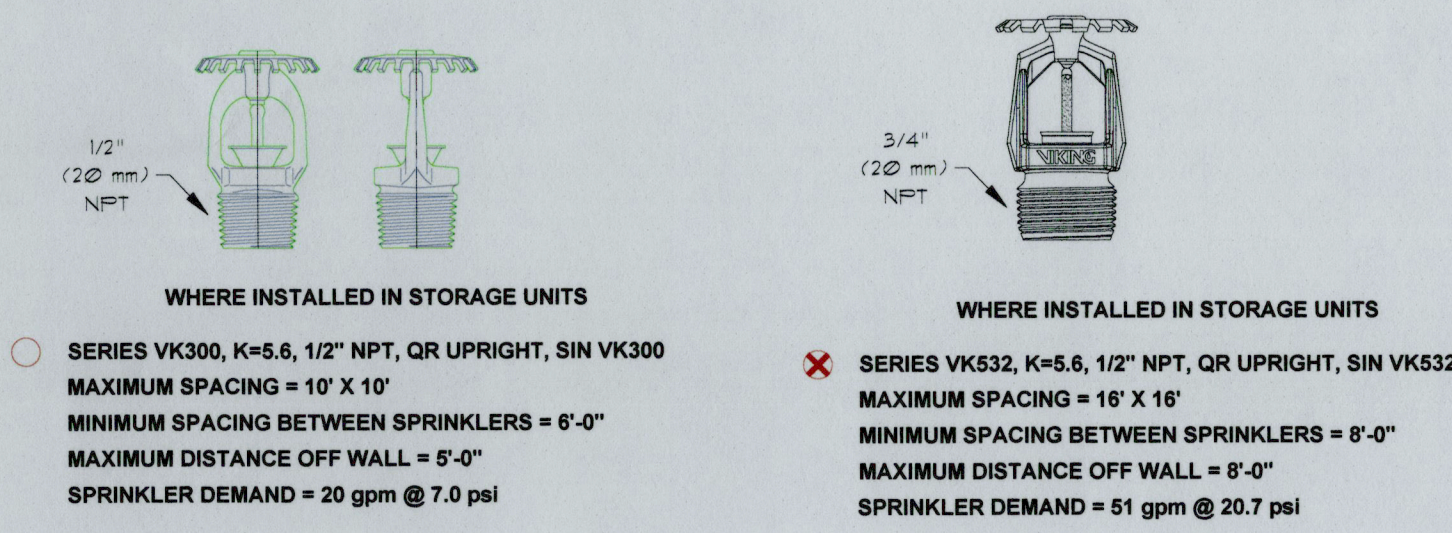 1/2"
(2Ø mm)
NPT
WHERE INSTALLED IN STORAGE UNITS
SERIES VK300, K=5.6, 1/2" NPT, QR UPRIGHT, SIN VK300
MAXIMUM SPACING = 10' X 10'
MINIMUM SPACING BETWEEN SPRINKLERS = 6'-0"
MAXIMUM DISTANCE OFF WALL = 5'-0"
SPRINKLER DEMAND = 20 gpm @ 7.0 psi
3/4"
(2Ø mm)
NPT
VIKING
WHERE INSTALLED IN STORAGE UNITS
SERIES VK532, K=5.6, 1/2" NPT, QR UPRIGHT, SIN VK532
MAXIMUM SPACING = 16' X 16'
MINIMUM SPACING BETWEEN SPRINKLERS = 8'-0"
MAXIMUM DISTANCE OFF WALL = 8'-0"
SPRINKLER DEMAND = 51 gpm @ 20.7 psi